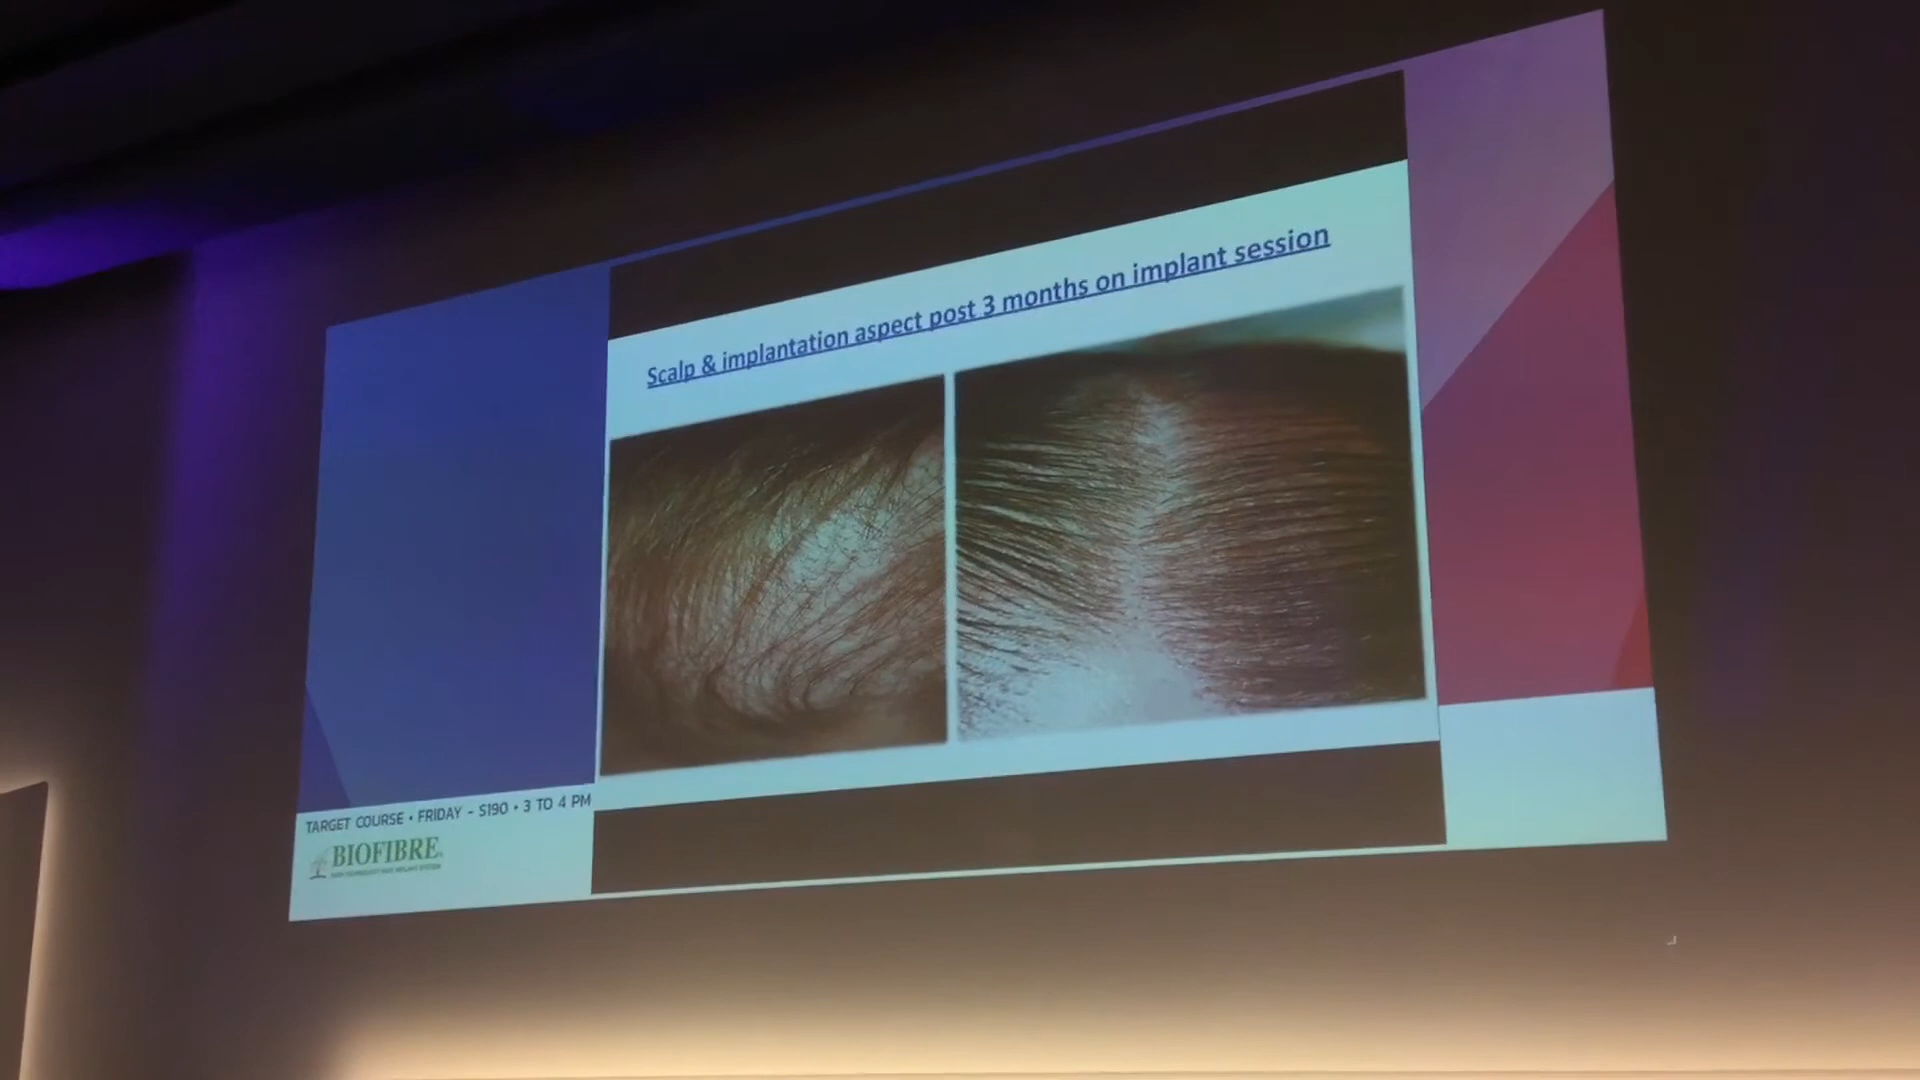 Scalp & implantation aspect post 3 months on implant session
TARGET COURSE • FRIDAY - S190 • 3 TO 4 PM
BIOFIBRE